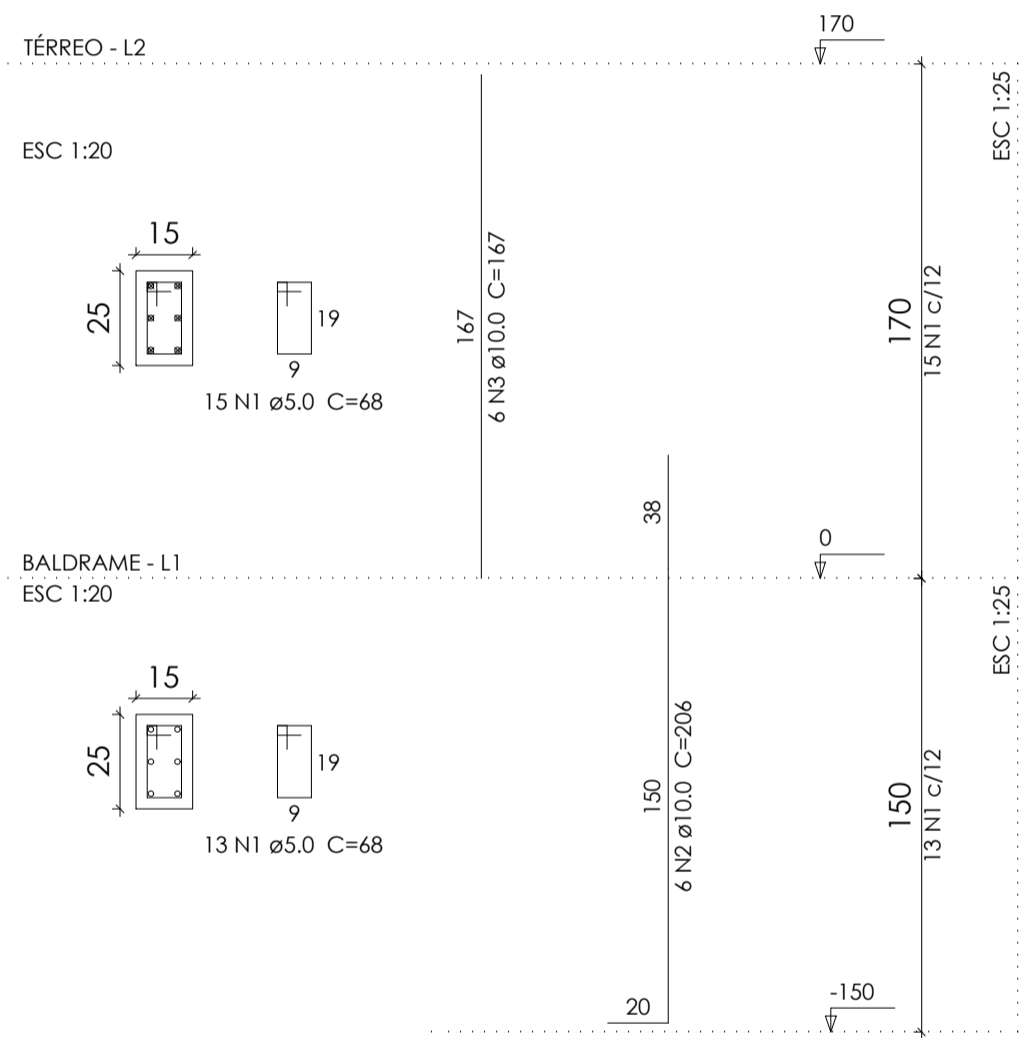 170
TÉRREO - L2
ESC 1:20
ESC 1:25
15
25
19
9
15 N1 ø5.0 C=68
167
6 N3 ø10.0 C=167
170
15 N1 c/12
38
0
BALDRAME - L1
ESC 1:20
ESC 1:25
15
25
19
9
13 N1 ø5.0 C=68
150
6 N2 ø10.0 C=206
150
13 N1 c/12
20
-150